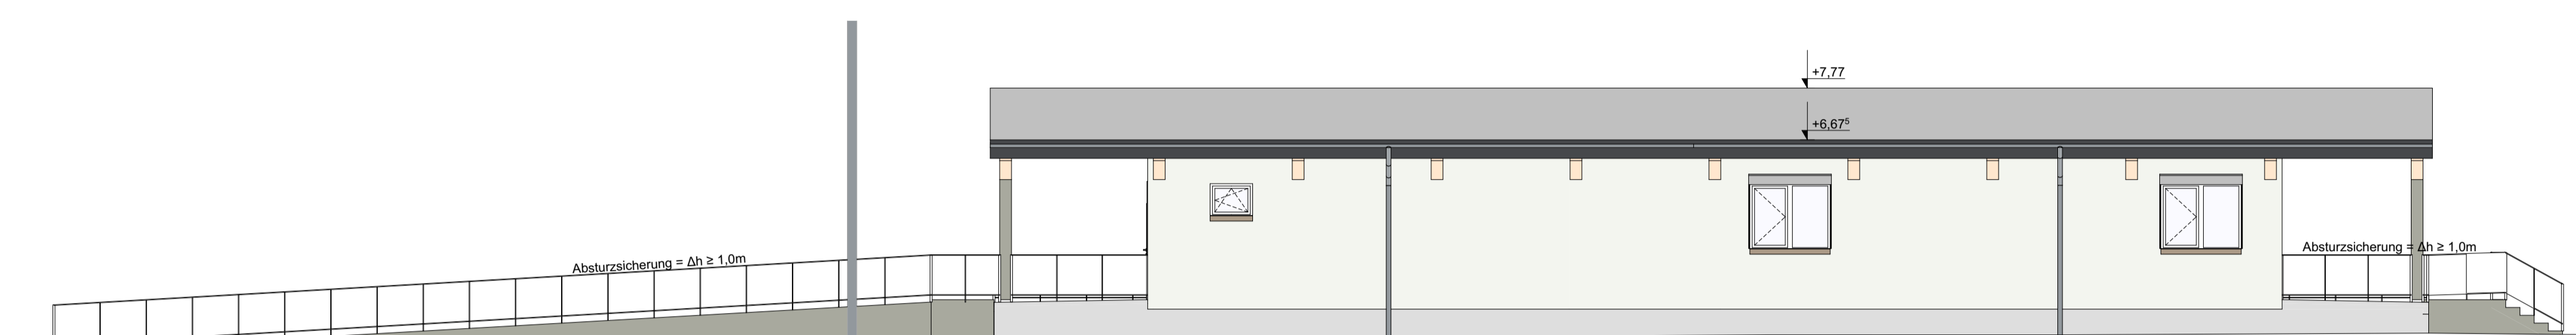 +7,77
+6,67⁵
Absturzsicherung = Δh ≥ 1,0m
Absturzsicherung = Δh ≥ 1,0m